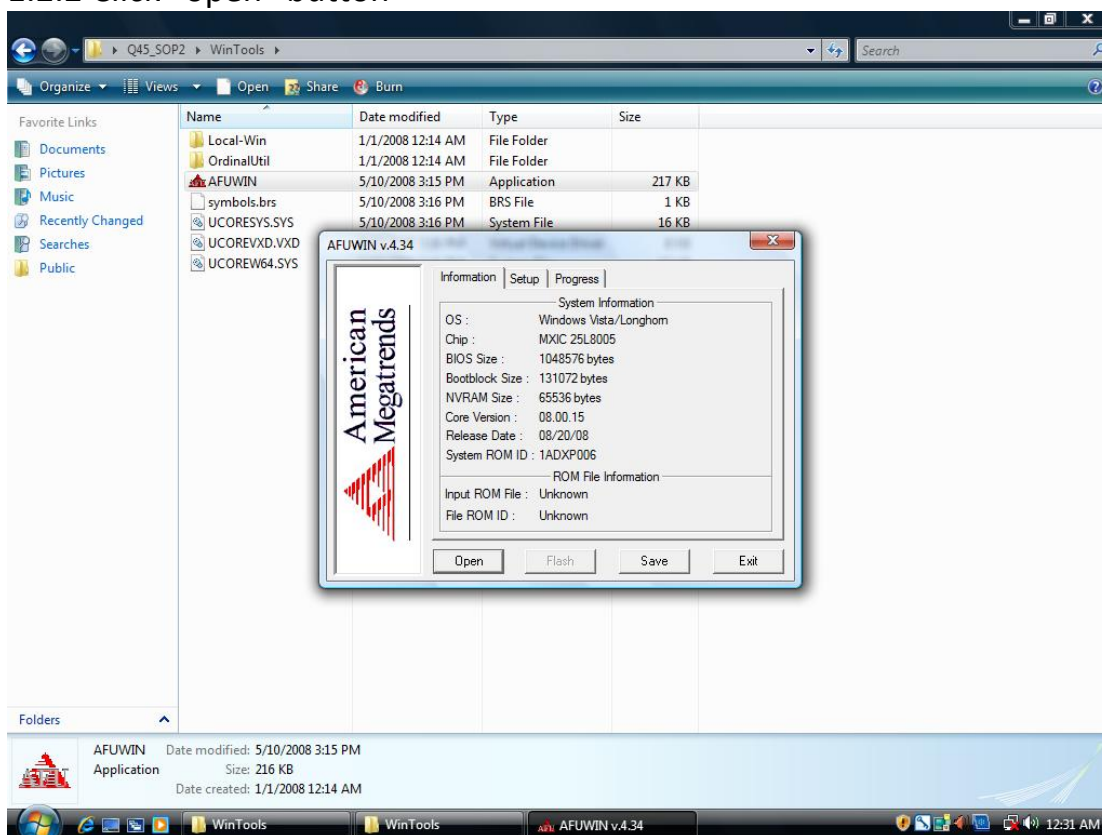 Q45_SOP2 ▸ WinTools ▸ Search
Organize Views Open Share Burn
Favorite Links
Documents
Pictures
Music
Recently Changed
Searches
Public
Folders
Name Date modified Type Size
Local-Win 1/1/2008 12:14 AM File Folder
OrdinalUtil 1/1/2008 12:14 AM File Folder
AFUWIN 5/10/2008 3:15 PM Application 217 KB
symbols.brs 5/10/2008 3:16 PM BRS File 1 KB
UCORESYS.SYS 5/10/2008 3:16 PM System File 16 KB
UCOREVXD.VXD
UCOREW64.SYS
AFUWIN v.4.34
American
Megatrends
Information Setup Progress
System Information
OS : Windows Vista/Longhorn
Chip : MXIC 25L8005
BIOS Size : 1048576 bytes
Bootblock Size : 131072 bytes
NVRAM Size : 65536 bytes
Core Version : 08.00.15
Release Date : 08/20/08
System ROM ID : 1ADXP006
ROM File Information
Input ROM File : Unknown
File ROM ID : Unknown
Open Flash Save Exit
AFUWIN Date modified: 5/10/2008 3:15 PM
Application Size: 216 KB
Date created: 1/1/2008 12:14 AM
WinTools WinTools AFUWIN v.4.34 12:31 AM